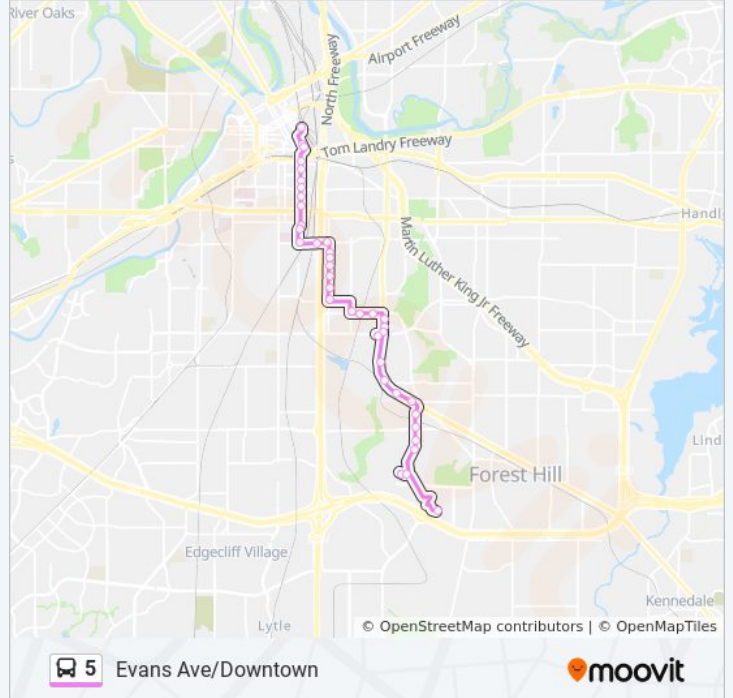 River Oaks
North Freeway
Airport Freeway
Tom Landry Freeway
Handl
Martin Luther King Jr Freeway
Lind
Forest Hill
Edgecliff Village
Kennedale
Lytle
© OpenStreetMap contributors | © OpenMapTiles
5 Evans Ave/Downtown
moovit